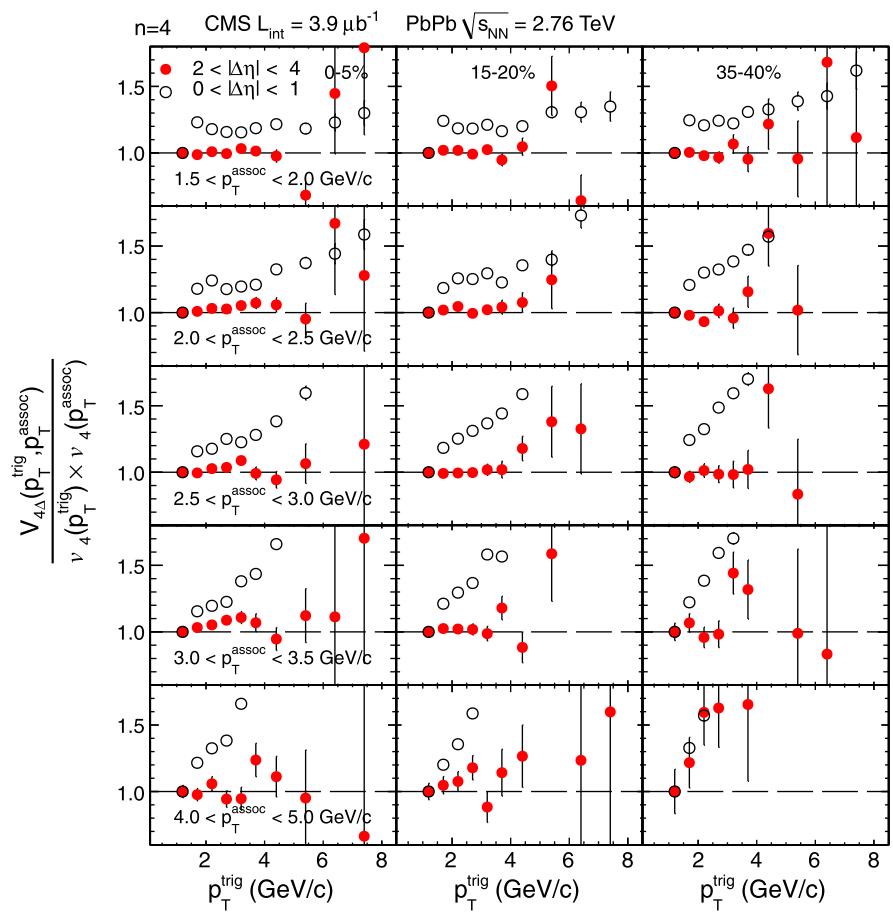 n=4 CMS L_int = 3.9 μb⁻¹ PbPb √s_NN = 2.76 TeV
2 < |Δη| < 4 0-5% 15-20% 35-40%
0 < |Δη| < 1
1.5
1.0
1.5 < p_T^assoc < 2.0 GeV/c
1.5
1.0
2.0 < p_T^assoc < 2.5 GeV/c
1.5
1.0
2.5 < p_T^assoc < 3.0 GeV/c
1.5
1.0
3.0 < p_T^assoc < 3.5 GeV/c
1.5
1.0
4.0 < p_T^assoc < 5.0 GeV/c
V_4Δ(p_T^trig, p_T^assoc)
ν_4(p_T^trig) × ν_4(p_T^assoc)
2 4 6 8 2 4 6 8 2 4 6 8
p_T^trig (GeV/c) p_T^trig (GeV/c) p_T^trig (GeV/c)